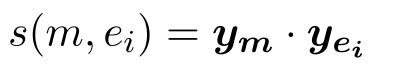 s(m, e_i) = y_m · y_{e_i}